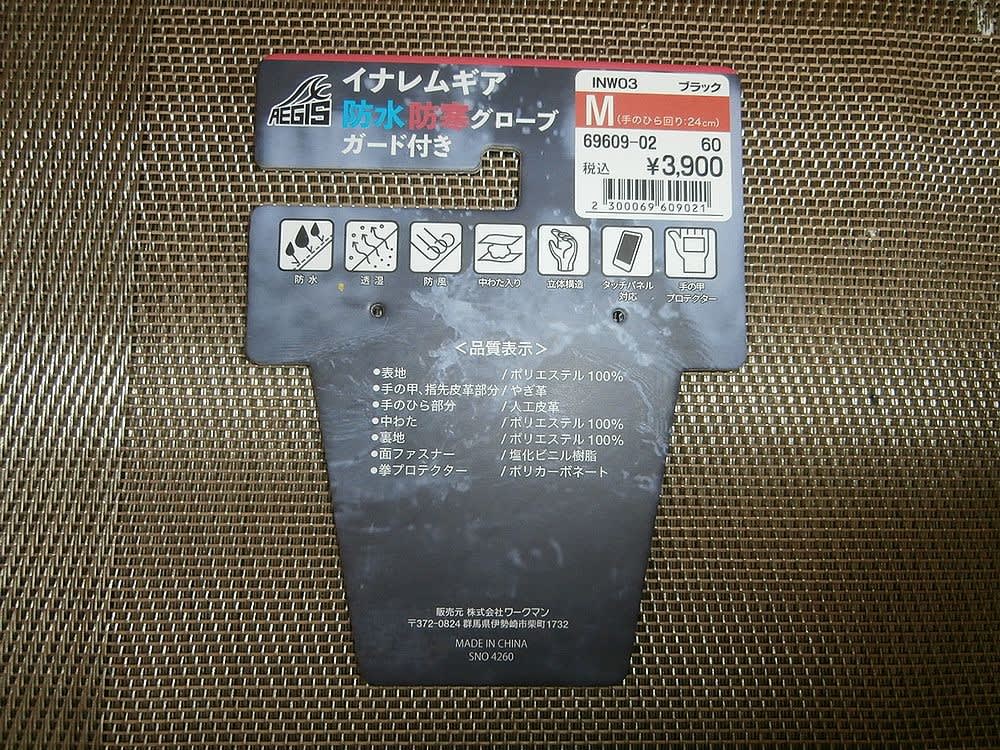 AEGIS
イナレムギア
防水防寒グローブ
ガード付き
INW03 ブラック
M(手のひら回り:24cm)
69609-02 60
税込 ¥3,900
2 300069 609021
防水
透湿
防風
中わた入り
立体構造
タッチパネル
対応
手の甲
プロテクター
<品質表示>
●表地 /ポリエステル100%
●手の甲、指先皮革部分/やぎ革
●手のひら部分 /人工皮革
●中わた /ポリエステル100%
●裏地 /ポリエステル100%
●面ファスナー /塩化ビニル樹脂
●拳プロテクター /ポリカーボネート
販売元 株式会社ワークマン
〒372-0824 群馬県伊勢崎市柴町1732
MADE IN CHINA
SNO 4260